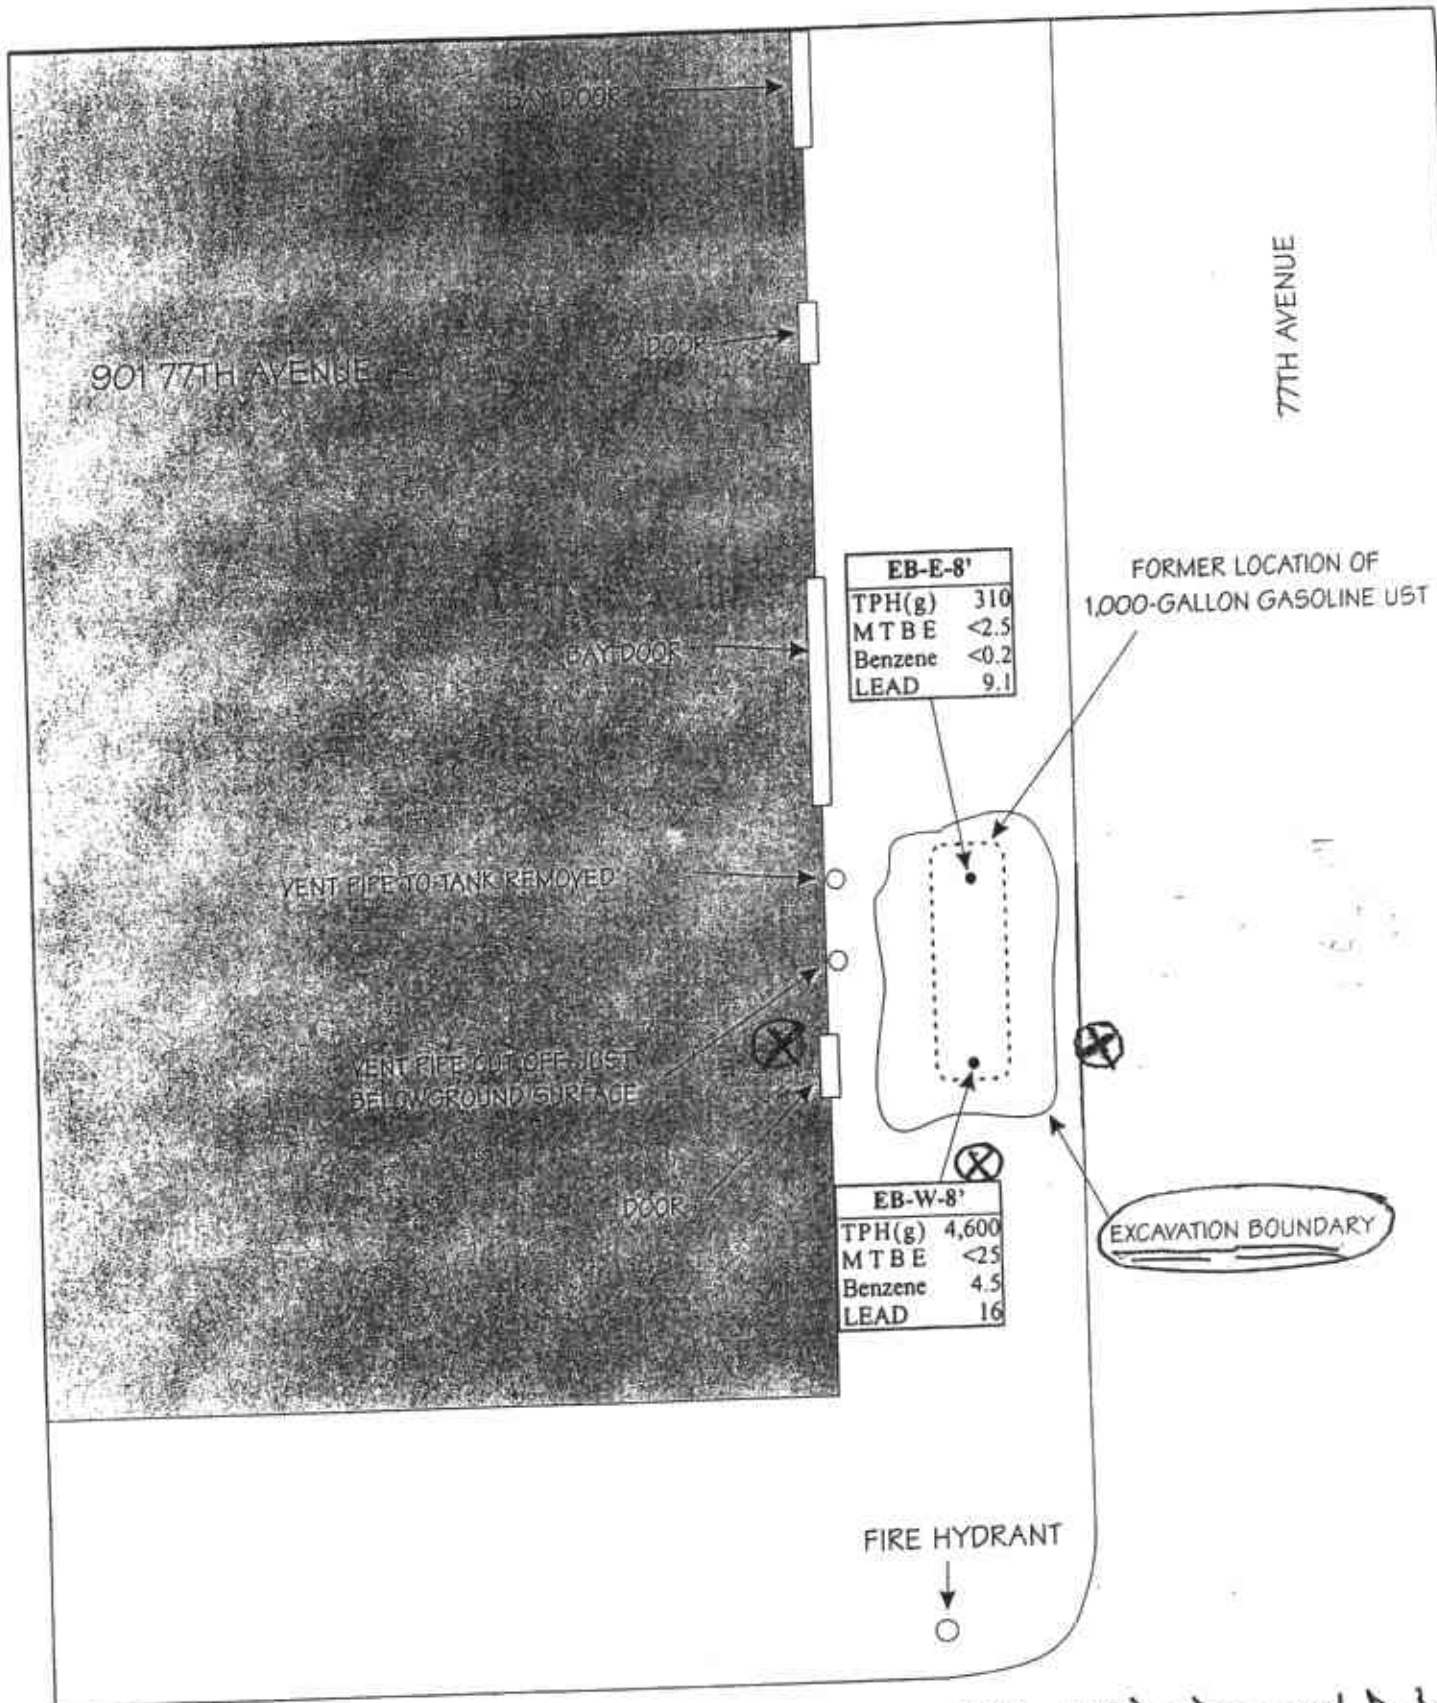 BAY DOOR
77TH AVENUE
DOOR
901 77TH AVENUE
EB-E-8'
TPH(g) 310
MTBE <2.5
Benzene <0.2
LEAD 9.1
FORMER LOCATION OF
1,000-GALLON GASOLINE UST
BAY DOOR
VENT PIPE TO TANK REMOVED
VENT PIPE CUT OFF JUST
BELOWGROUND SURFACE
DOOR
EB-W-8'
TPH(g) 4,600
MTBE <25
Benzene 4.5
LEAD 16
EXCAVATION BOUNDARY
FIRE HYDRANT